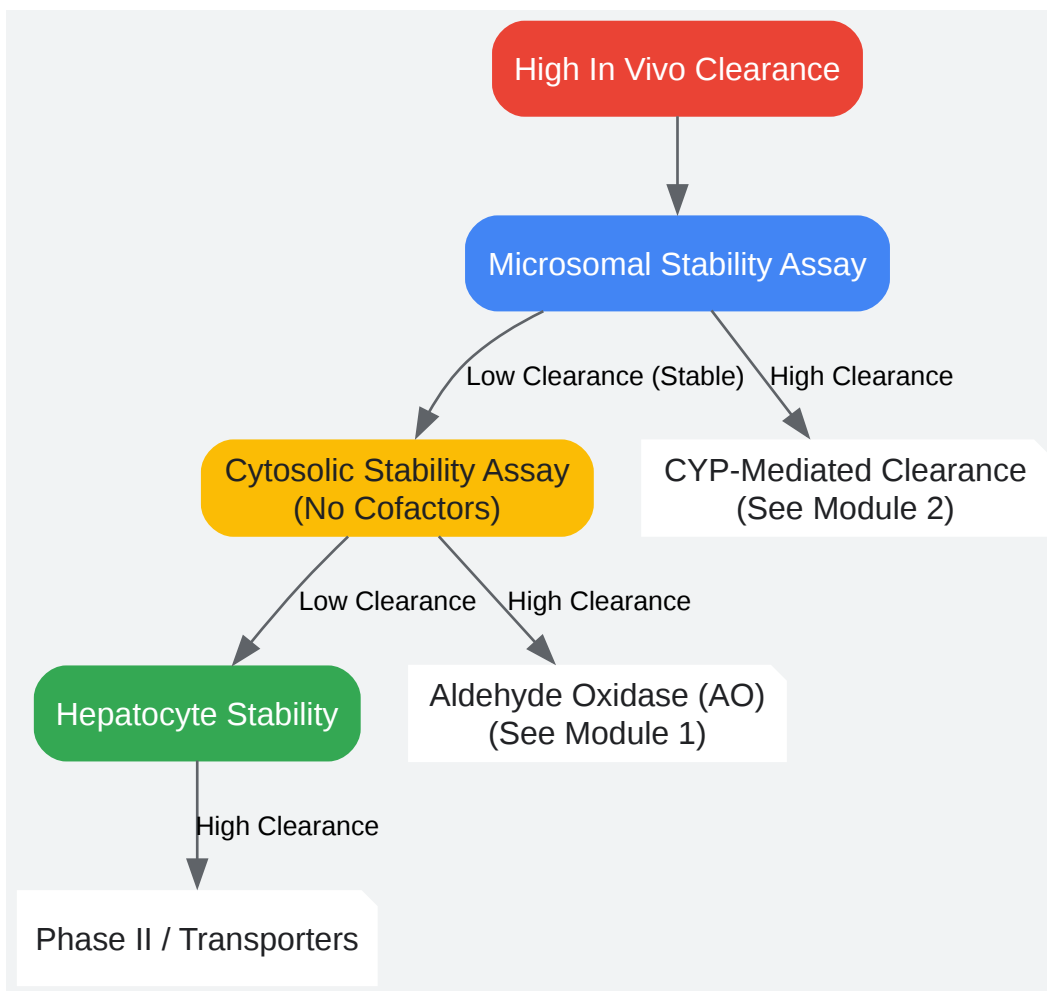 High In Vivo Clearance
Microsomal Stability Assay
Low Clearance (Stable)
High Clearance
Cytosolic Stability Assay
(No Cofactors)
CYP-Mediated Clearance
(See Module 2)
Low Clearance
High Clearance
Hepatocyte Stability
Aldehyde Oxidase (AO)
(See Module 1)
High Clearance
Phase II / Transporters